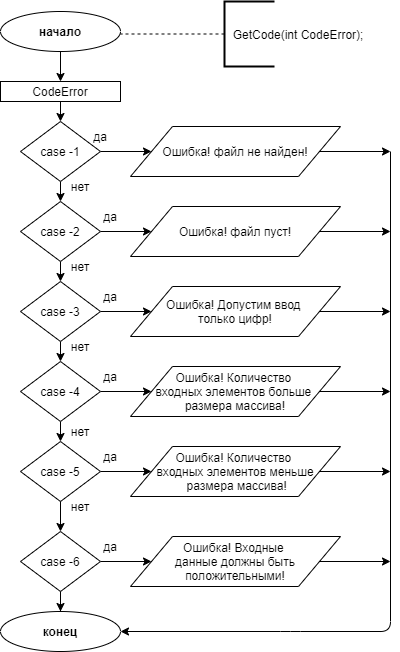 начало
GetCode(int CodeError);
CodeError
да
case -1
Ошибка! файл не найден!
нет
да
case -2
Ошибка! файл пуст!
нет
да
case -3
Ошибка! Допустим ввод
только цифр!
нет
да
case -4
Ошибка! Количество
входных элементов больше
размера массива!
нет
да
case -5
Ошибка! Количество
входных элементов меньше
размера массива!
нет
да
case -6
Ошибка! Входные
данные должны быть
положительными!
конец